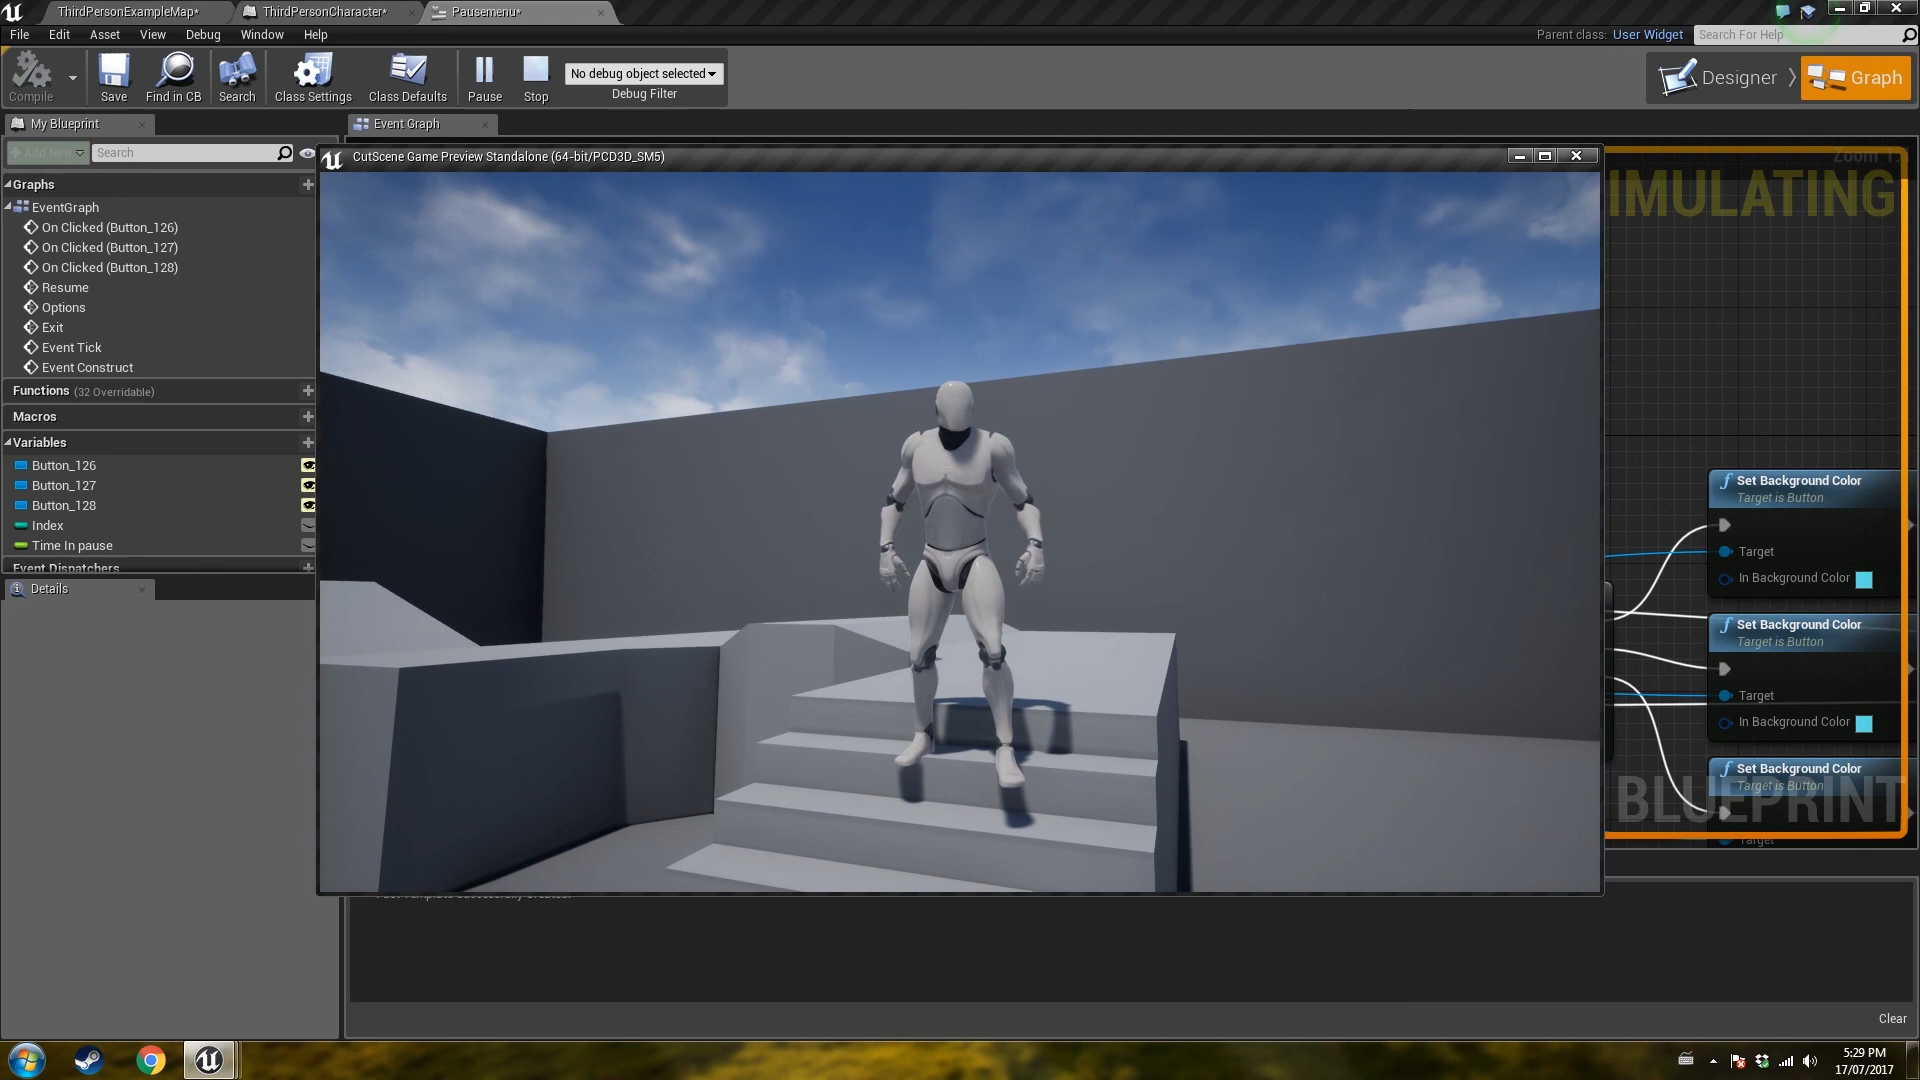 ThirdPersonExampleMap*
ThirdPersonCharacter*
Pausemenu*
File Edit Asset View Debug Window Help
Parent class: User Widget
Search For Help
Compile
Save
Find in CB
Search
Class Settings
Class Defaults
Pause
Stop
No debug object selected
Debug Filter
Designer
Graph
My Blueprint
Event Graph
Add New
Search
CutScene Game Preview Standalone (64-bit/PCD3D_SM5)
Zoom 1:1
IMULATING
Graphs
EventGraph
On Clicked (Button_126)
On Clicked (Button_127)
On Clicked (Button_128)
Resume
Options
Exit
Event Tick
Event Construct
Functions (32 Overridable)
Macros
Variables
Button_126
Button_127
Button_128
Index
Time In pause
Event Dispatchers
Details
Set Background Color
Target is Button
Target
In Background Color
Set Background Color
Target is Button
Target
In Background Color
Set Background Color
Target is Button
BLUEPRINT
Target
Clear
5:29 PM
17/07/2017